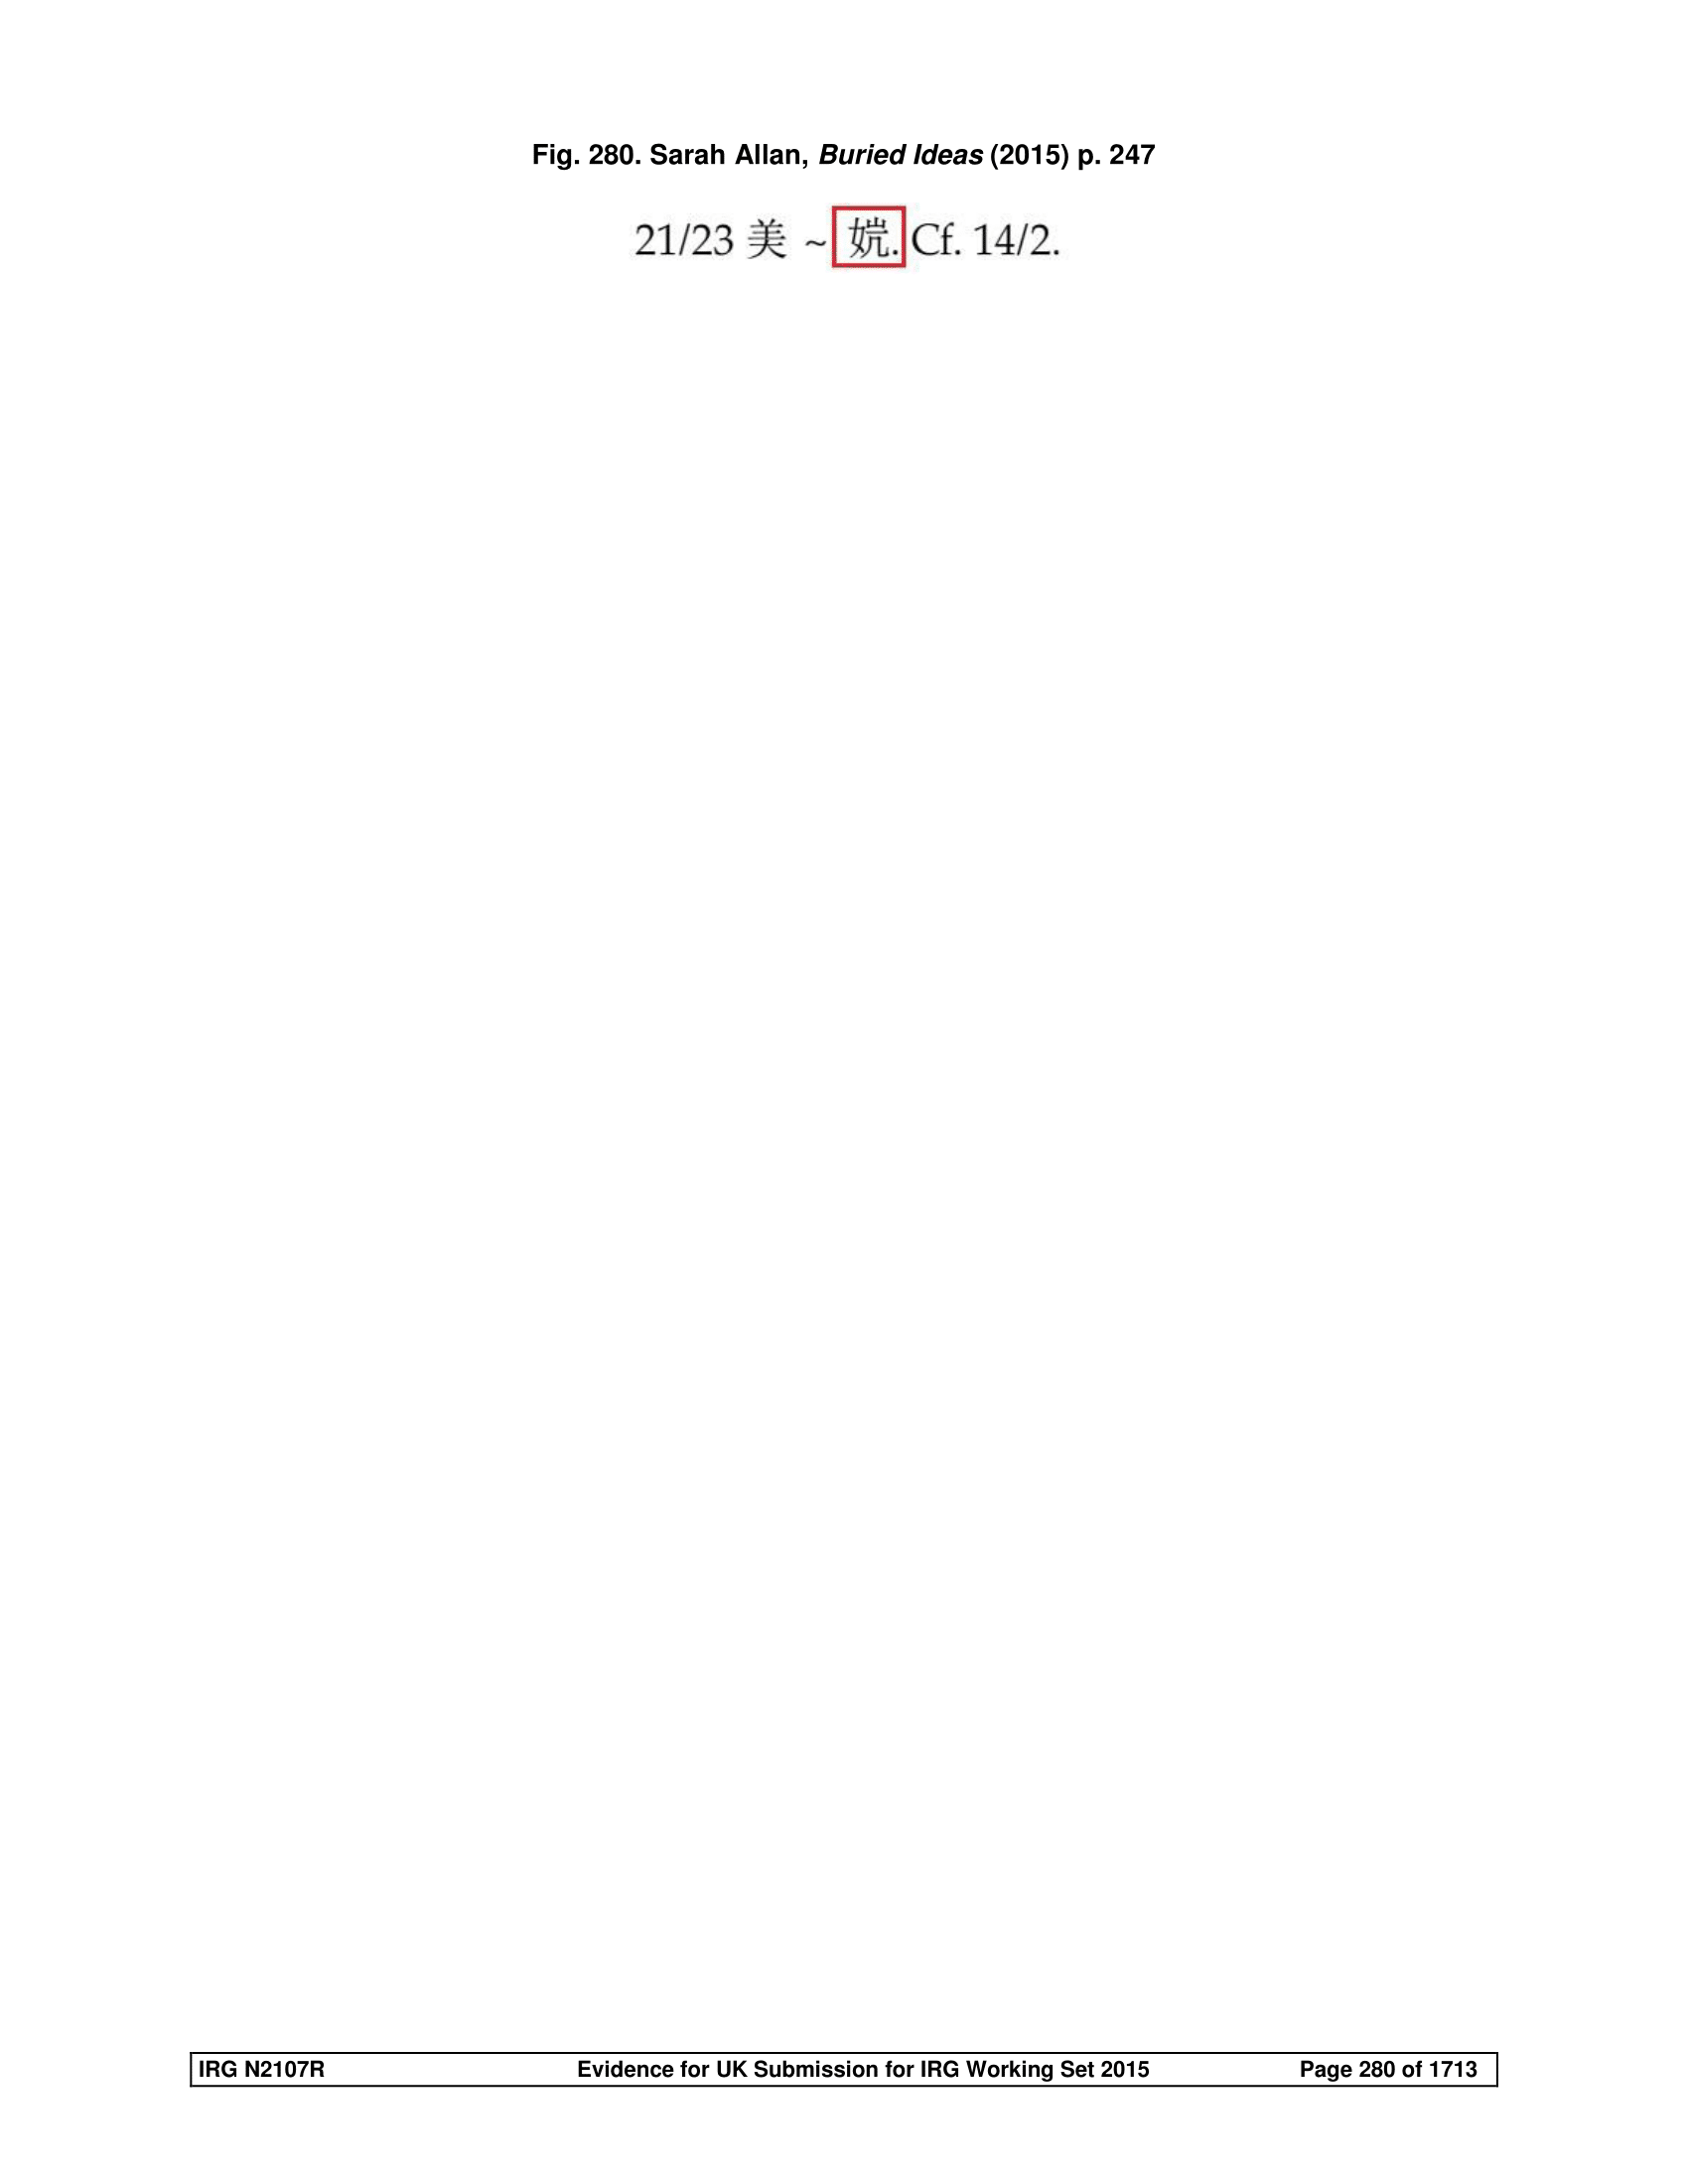 Fig. 280. Sarah Allan, Buried Ideas (2015) p. 247
21/23 美 ~ . Cf. 14/2.
IRG N2107R Evidence for UK Submission for IRG Working Set 2015 Page 280 of 1713